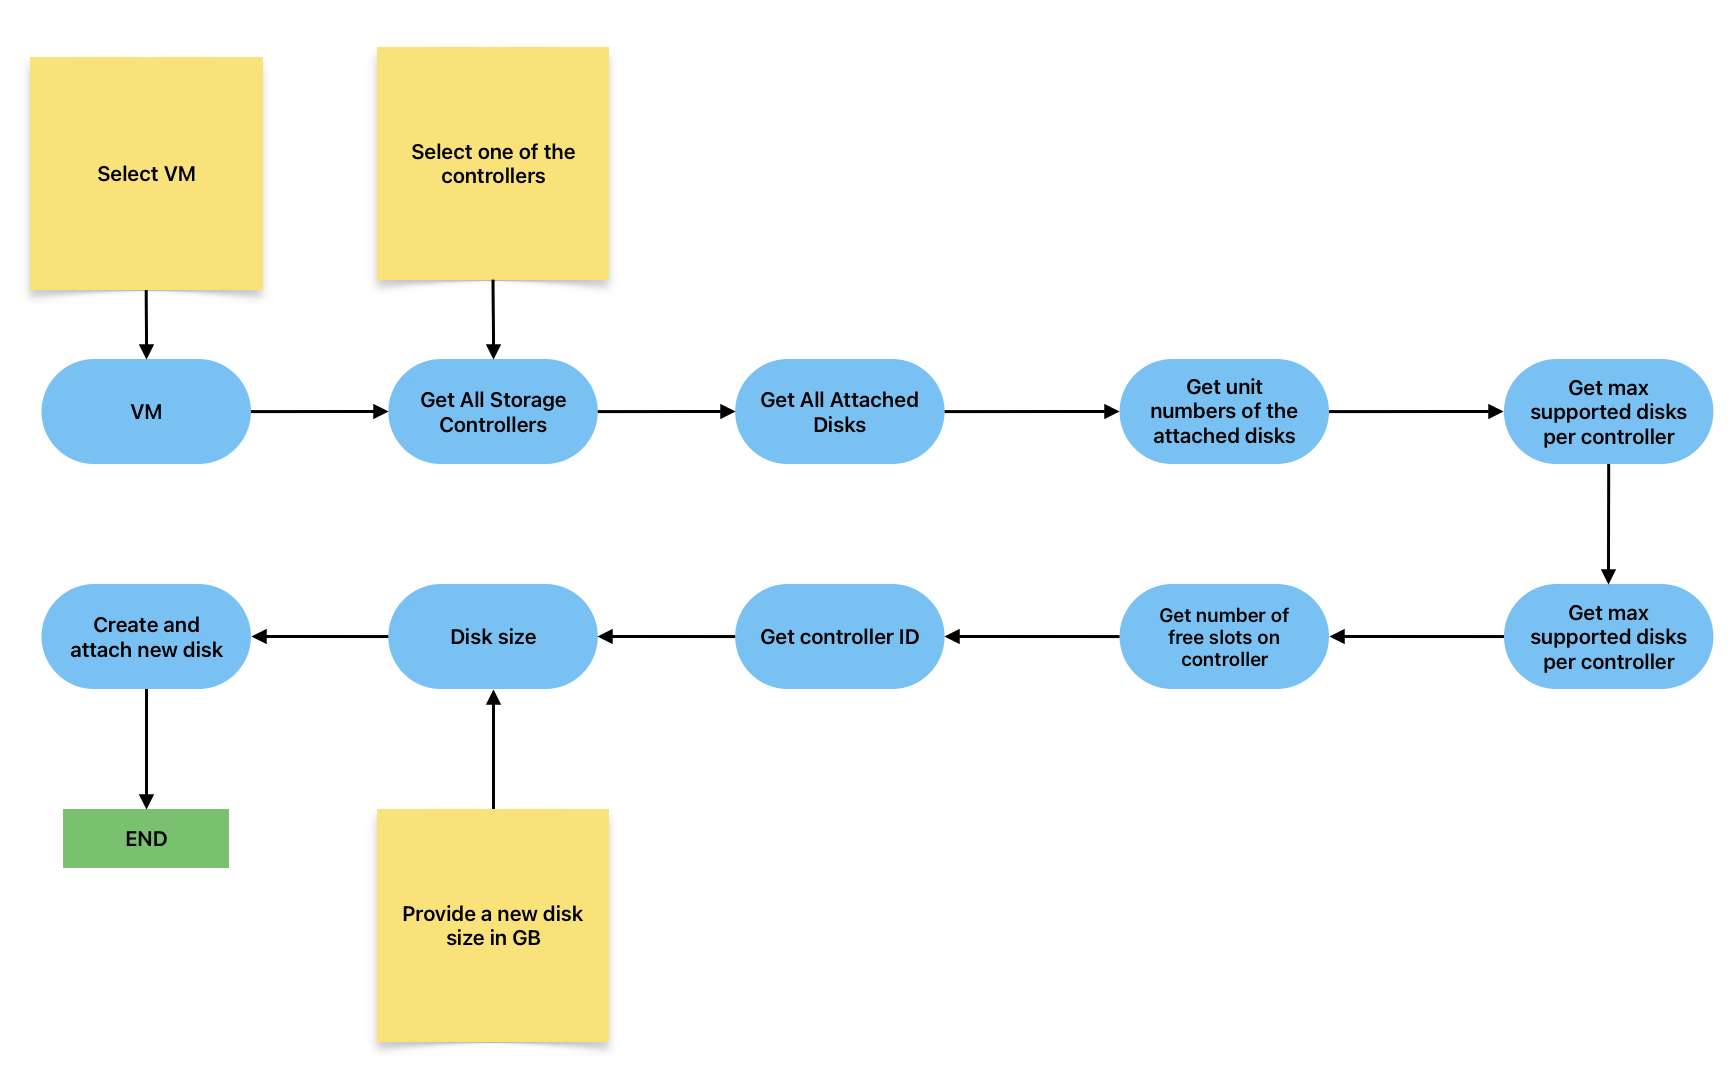 Select VM
Select one of the
controllers
VM
Get All Storage
Controllers
Get All Attached
Disks
Get unit
numbers of the
attached disks
Get max
supported disks
per controller
Get max
supported disks
per controller
Get number of
free slots on
controller
Get controller ID
Disk size
Create and
attach new disk
END
Provide a new disk
size in GB